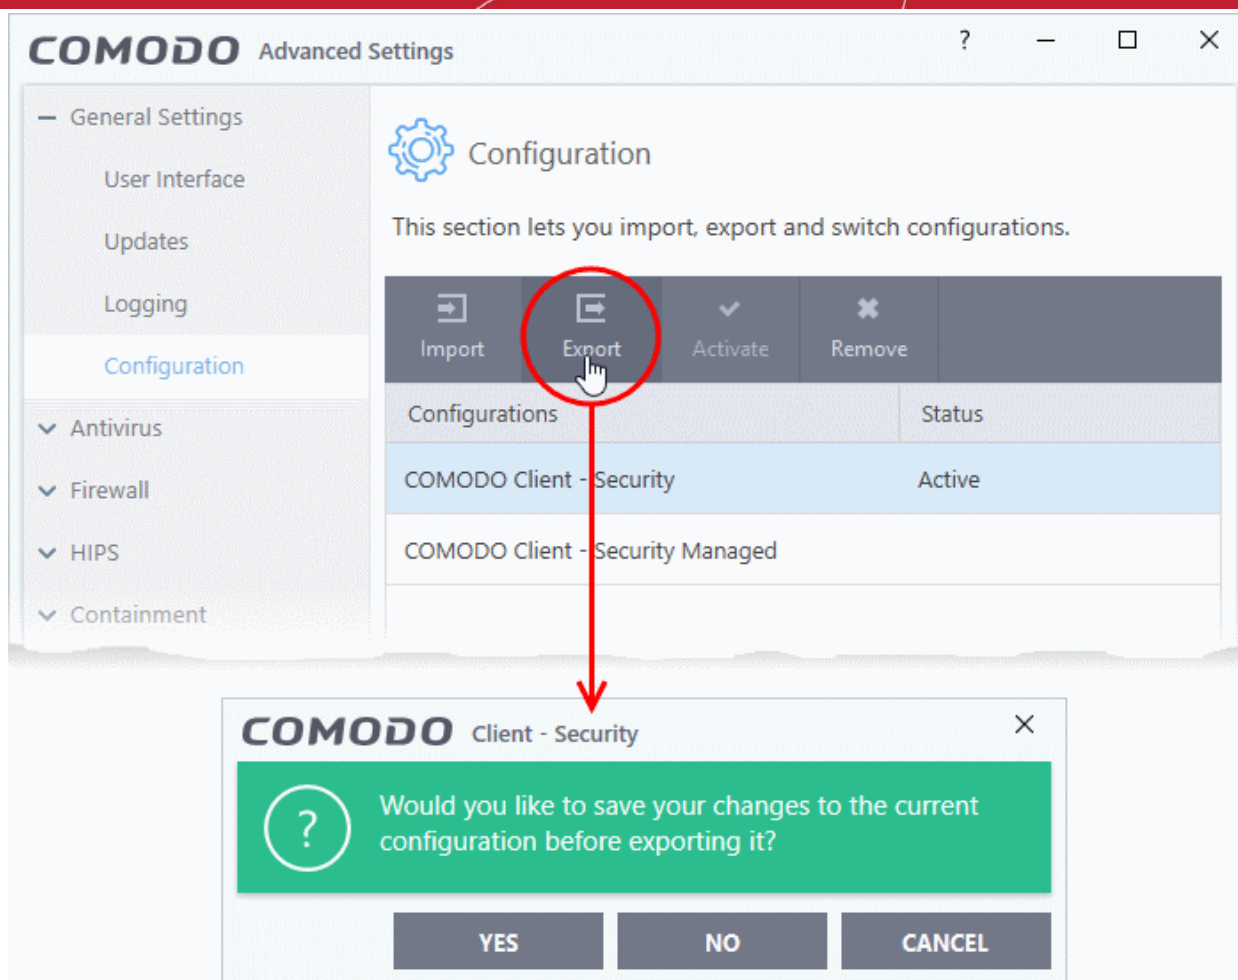 COMODO Advanced Settings ?
General Settings
User Interface
Updates
Logging
Configuration
Antivirus
Firewall
HIPS
Containment
Configuration
This section lets you import, export and switch configurations.
Import Export Activate Remove
Configurations Status
COMODO Client - Security Active
COMODO Client - Security Managed
COMODO Client - Security
?
Would you like to save your changes to the current
configuration before exporting it?
YES NO CANCEL